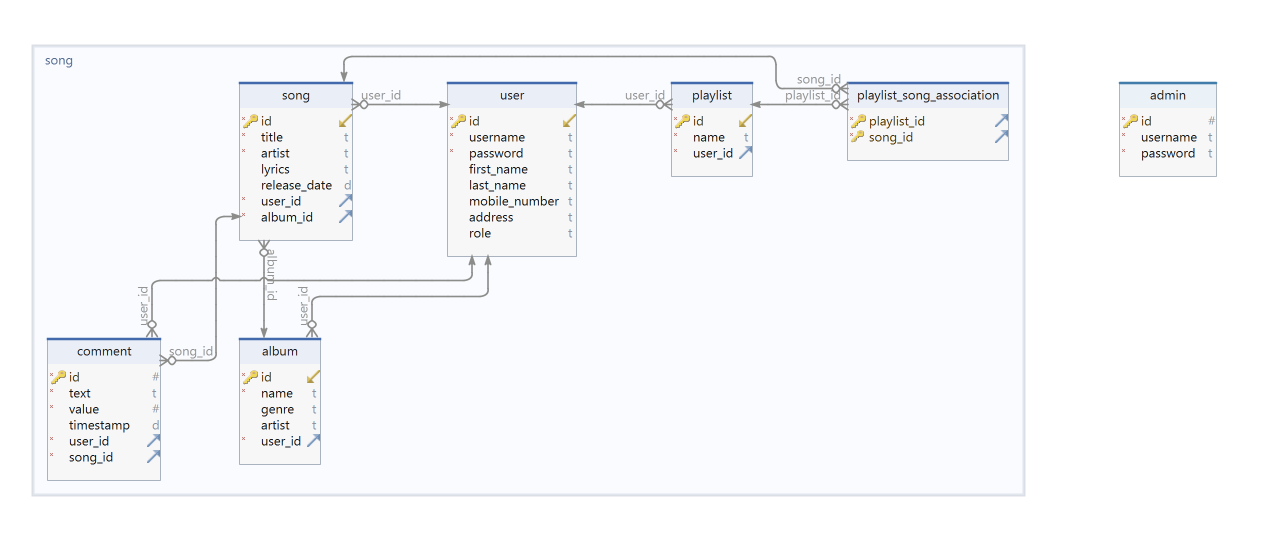 song
song
id
title t
artist t
lyrics t
release_date d
user_id
album_id
user_id
user
id
username t
password t
first_name t
last_name t
mobile_number t
address t
role t
user_id
playlist
id
name t
user_id
song_id
playlist_id
playlist_song_association
playlist_id
song_id
admin
id #
username t
password t
user_id
album_id
user_id
comment
id #
text t
value #
timestamp d
user_id
song_id
song_id
album
id
name t
genre t
artist t
user_id